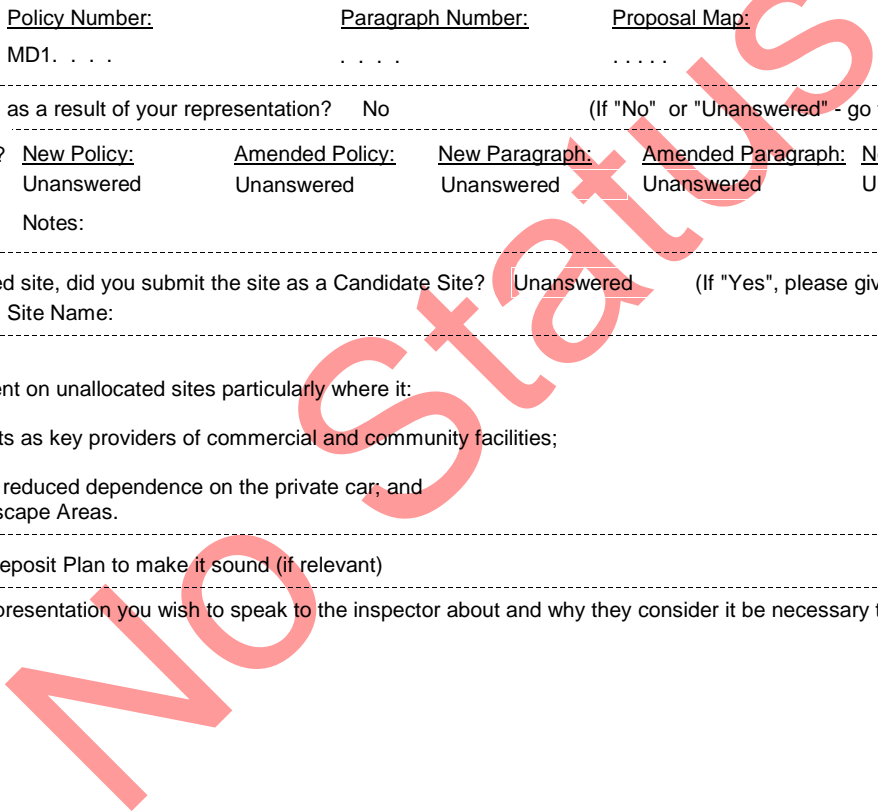 Policy Number: Paragraph Number: Proposal Map:
MD1. . . . . . . . . . . . .
as a result of your representation? No (If "No" or "Unanswered" - go
? New Policy: Amended Policy: New Paragraph: Amended Paragraph:
Unanswered Unanswered Unanswered Unanswered U
Notes:
ed site, did you submit the site as a Candidate Site? Unanswered (If "Yes", please giv
Site Name:
ent on unallocated sites particularly where it:
ts as key providers of commercial and community facilities;
reduced dependence on the private car; and
scape Areas.
eposit Plan to make it sound (if relevant)
presentation you wish to speak to the inspector about and why they consider it be necessary t
No Status